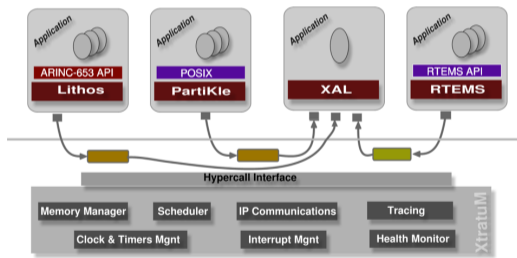 Application
Application
Application
Application
ARINC-653 API
POSIX
RTEMS API
Lithos
PartiKle
XAL
RTEMS
Hypercall Interface
Memory Manager
Scheduler
IP Communications
Tracing
Clock & Timers Mgnt
Interrupt Mgnt
Health Monitor
XtratuM